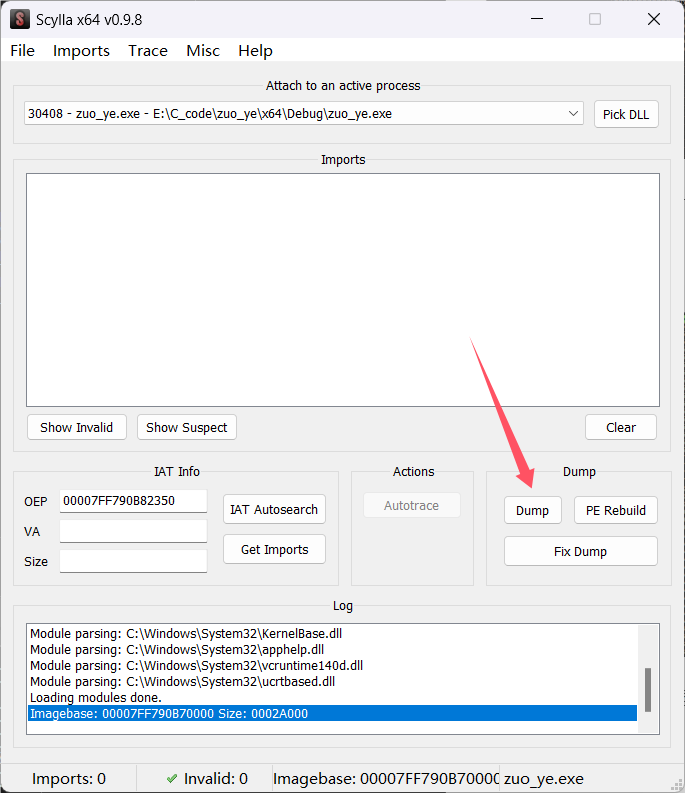 S
Scylla x64 v0.9.8
File Imports Trace Misc Help
Attach to an active process
30408 - zuo_ye.exe - E:\C_code\zuo_ye\x64\Debug\zuo_ye.exe
Pick DLL
Imports
Show Invalid Show Suspect Clear
IAT Info
OEP 00007FF790B82350
IAT Autosearch
VA
Size
Get Imports
Actions
Autotrace
Dump
Dump PE Rebuild
Fix Dump
Log
Module parsing: C:\Windows\System32\KernelBase.dll
Module parsing: C:\Windows\System32\apphelp.dll
Module parsing: C:\Windows\System32\vcruntime140d.dll
Module parsing: C:\Windows\System32\ucrtbased.dll
Loading modules done.
Imagebase: 00007FF790B70000 Size: 0002A000
Imports: 0 Invalid: 0 Imagebase: 00007FF790B70000 zuo_ye.exe